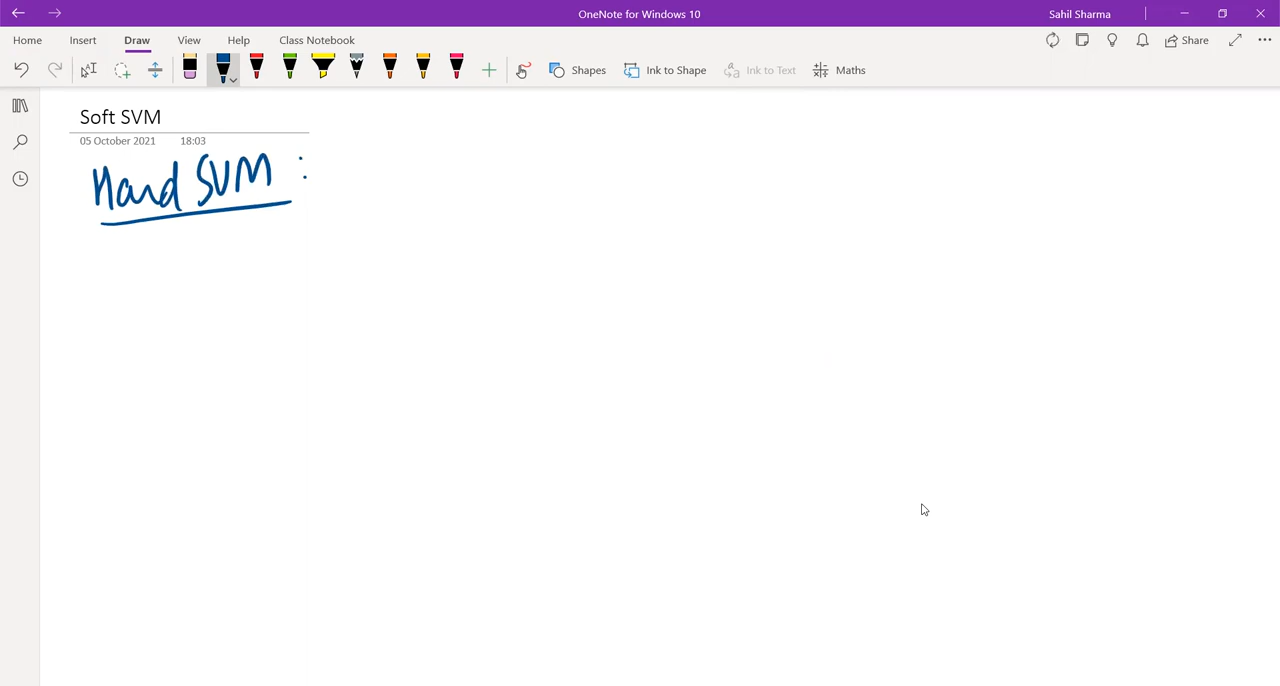 OneNote for Windows 10
Sahil Sharma
Home Insert Draw View Help Class Notebook
Share
Shapes Ink to Shape Ink to Text Maths
Soft SVM
05 October 2021 18:03
Hard SVM :